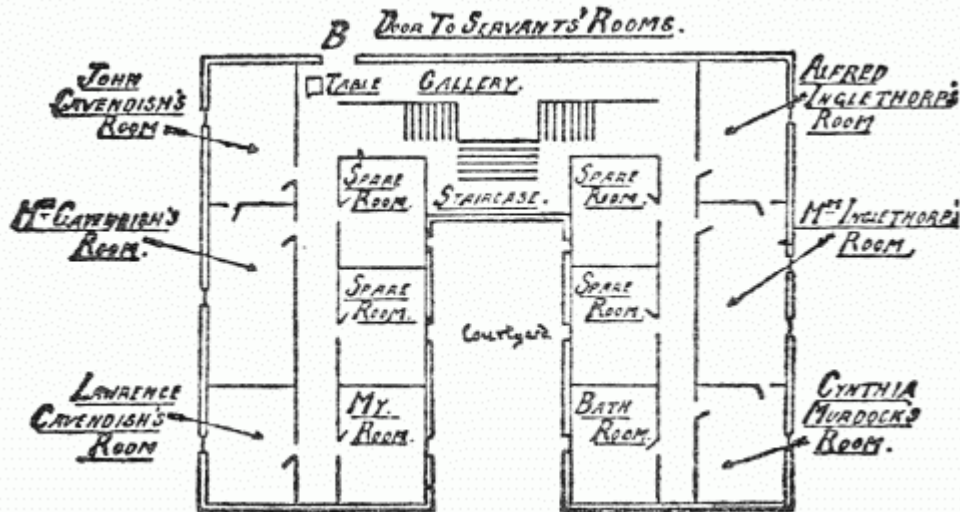 B Door To Servants' Rooms.
John
Cavendish's
Room
Table Gallery.
Alfred
Inglethorp's
Room
Spare
Room.
Staircase.
Spare
Room.
Mrs Cavendish's
Room.
Mrs Inglethorp's
Room
Spare
Room.
Courtyard
Spare
Room.
Lawrence
Cavendish's
Room
My.
Room.
Bath
Room.
Cynthia
Murdock's
Room.